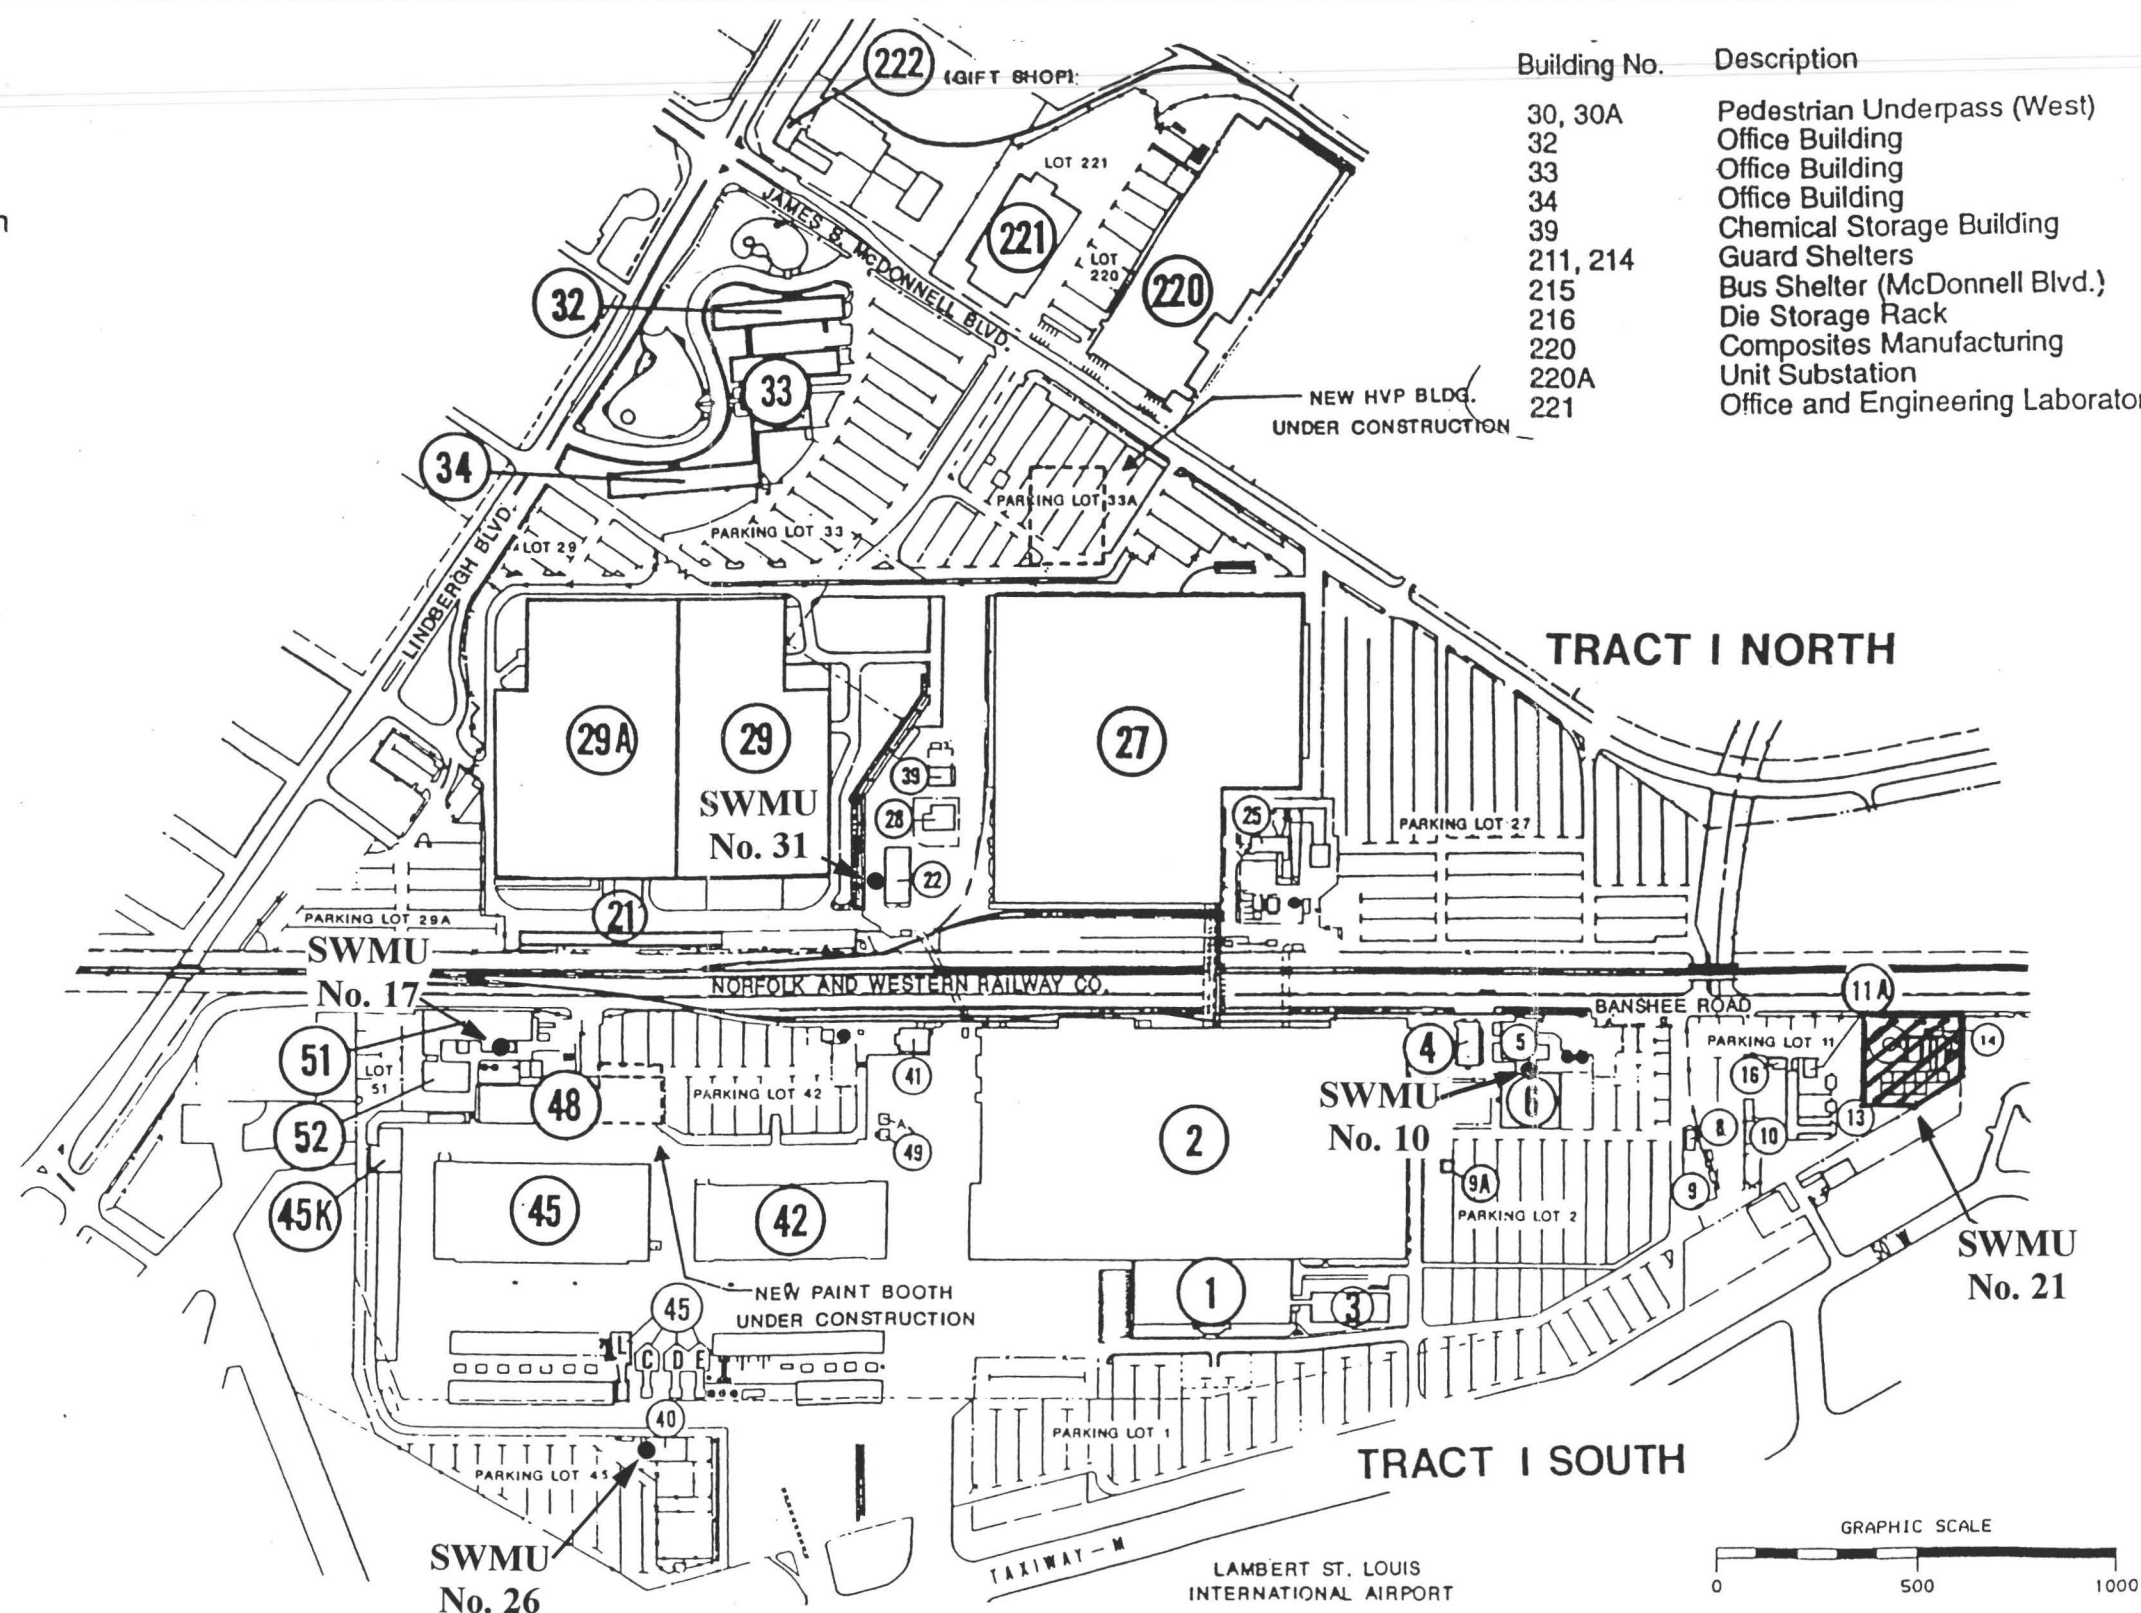 222 (GIFT SHOP)
Building No. Description
30, 30A Pedestrian Underpass (West)
32 Office Building
33 Office Building
34 Office Building
39 Chemical Storage Building
211, 214 Guard Shelters
215 Bus Shelter (McDonnell Blvd.)
216 Die Storage Rack
220 Composites Manufacturing
220A Unit Substation
221 Office and Engineering Laborato
LOT 221
JAMES S. McDONNELL BLVD.
221
LOT
220
220
32
33
NEW HVP BLDG.
UNDER CONSTRUCTION
34
PARKING LOT 33A
PARKING LOT 33
LOT 29
LINDBERGH BLVD
TRACT I NORTH
29A
29
27
39
SWMU
No. 31
28
25
PARKING LOT 27
22
21
PARKING LOT 29A
SWMU
No. 17
NORFOLK AND WESTERN RAILWAY CO.
BANSHEE ROAD
11A
51
LOT
51
41
4
5
PARKING LOT 11
14
16
48
PARKING LOT 42
52
A
49
2
SWMU
No. 10
6
8
10
13
9A
9
45K
45
42
PARKING LOT 2
SWMU
No. 21
NEW PAINT BOOTH
UNDER CONSTRUCTION
1
3
45
L
C D E
40
PARKING LOT 45
PARKING LOT 1
TRACT I SOUTH
SWMU
No. 26
TAXIWAY-M
LAMBERT ST. LOUIS
INTERNATIONAL AIRPORT
GRAPHIC SCALE
0 500 1000